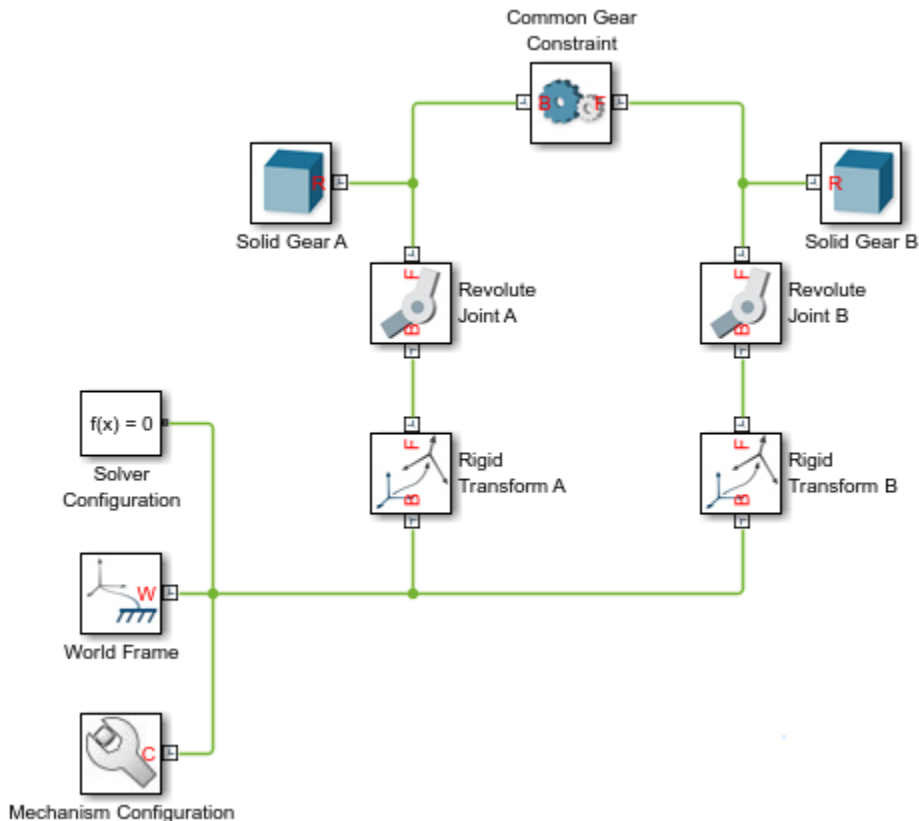 Common Gear
Constraint
B
F
R
Solid Gear A
R
Solid Gear B
F
B
Revolute
Joint A
F
B
Revolute
Joint B
f(x) = 0
Solver
Configuration
F
B
Rigid
Transform A
F
B
Rigid
Transform B
W
World Frame
C
Mechanism Configuration